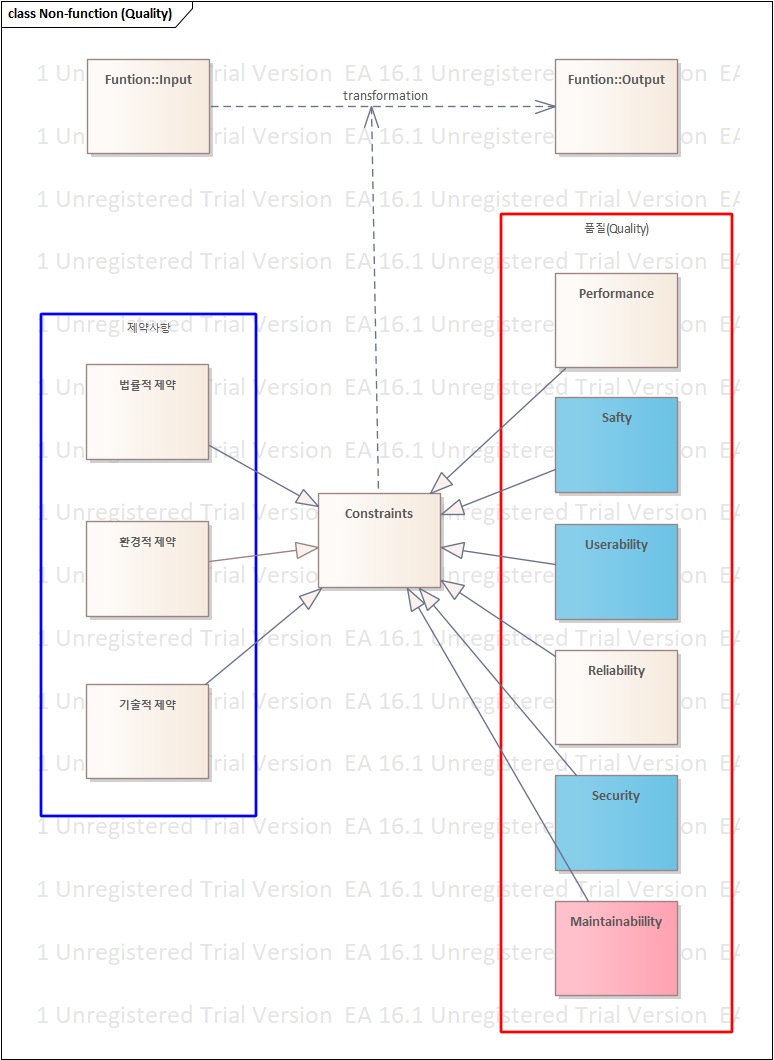 class Non-function (Quality)
Funtion::Input
Funtion::Output
transformation
품질(Quality)
Performance
제약사항
법률적 제약
Safty
Constraints
환경적 제약
Userability
Reliability
기술적 제약
Security
Maintainability
1 Unregistered Trial Version EA 16.1 Unregistered Trial Version EA